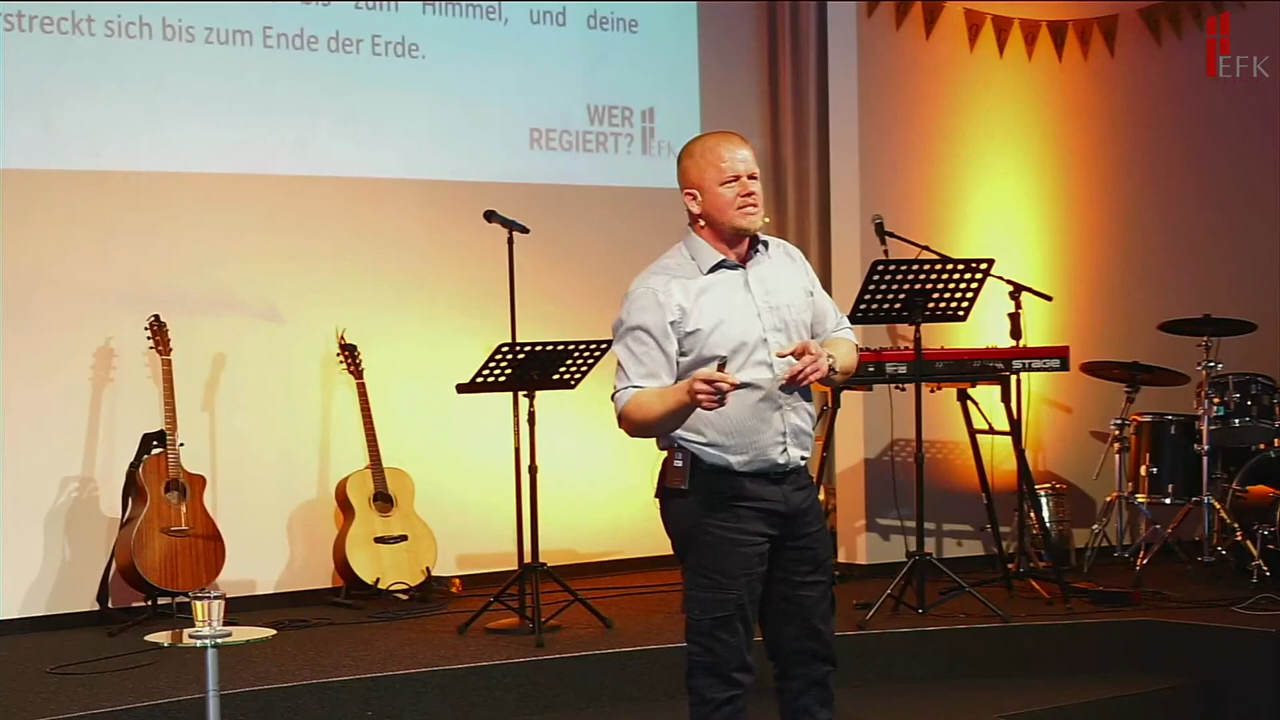 zum Himmel, und deine
streckt sich bis zum Ende der Erde.
WER
REGIERT?
EFK
EFK
stage